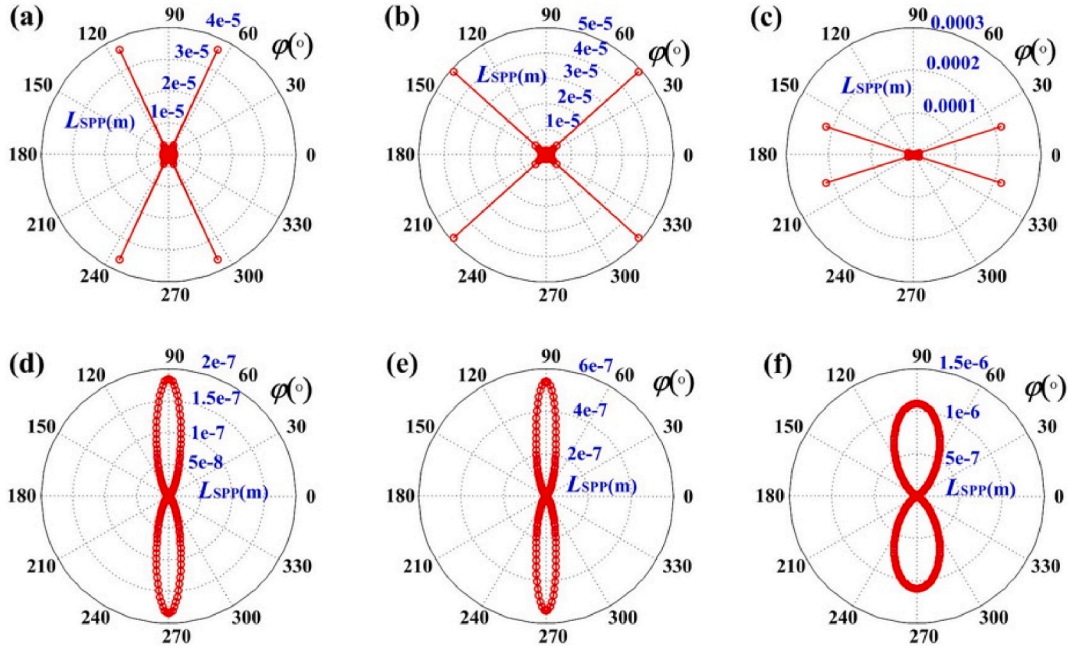 (a)
90
4e-5
120
60
φ(°)
3e-5
150
2e-5
30
1e-5
LSPP(m)
180
0
210
330
240
300
270
(b)
90
5e-5
120
60
φ(°)
4e-5
150
3e-5
30
LSPP(m)
2e-5
1e-5
180
0
210
330
240
300
270
(c)
90
0.0003
120
60
φ(°)
0.0002
150
30
LSPP(m)
0.0001
180
0
210
330
240
300
270
(d)
90
2e-7
120
60
φ(°)
1.5e-7
150
30
1e-7
5e-8
180
LSPP(m)
0
210
330
240
300
270
(e)
90
6e-7
120
60
φ(°)
4e-7
150
30
2e-7
180
LSPP(m)
0
210
330
240
300
270
(f)
90
1.5e-6
120
60
φ(°)
1e-6
150
30
5e-7
180
LSPP(m)
0
210
330
240
300
270